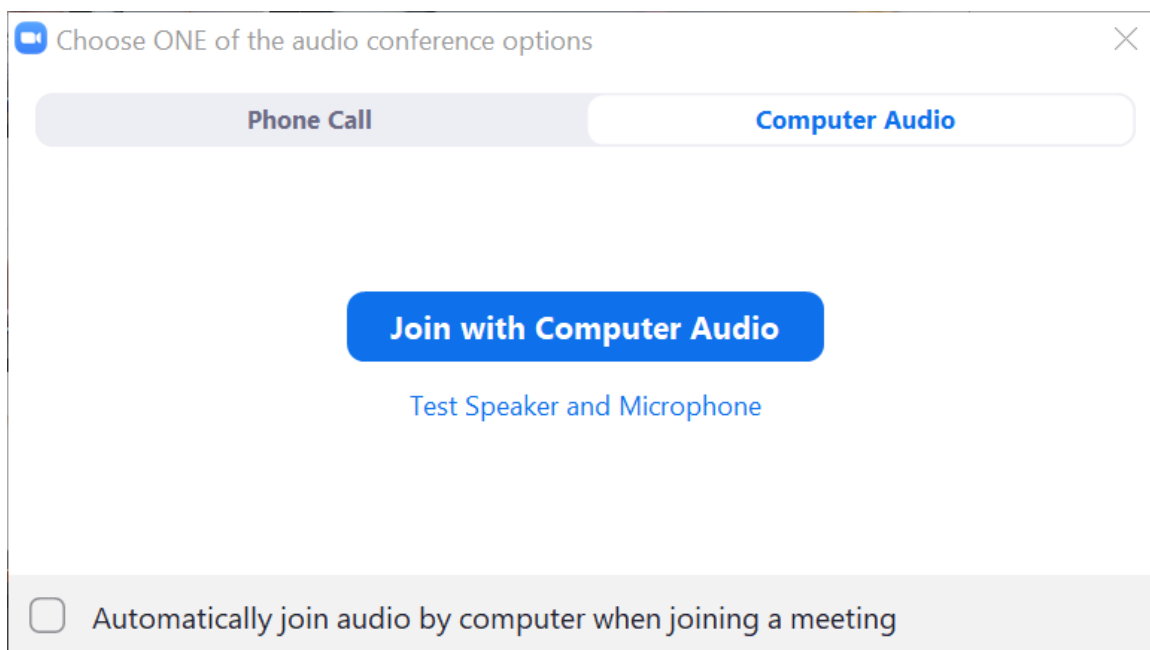 Choose ONE of the audio conference options
Phone Call
Computer Audio
Join with Computer Audio
Test Speaker and Microphone
Automatically join audio by computer when joining a meeting